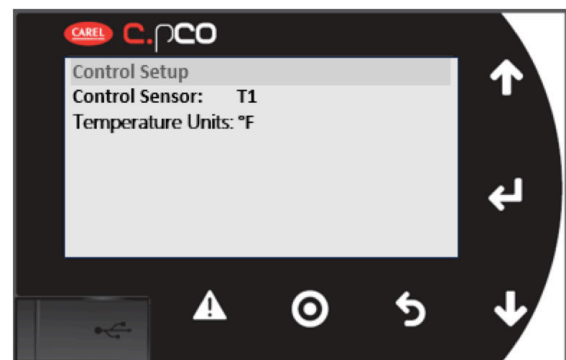 CAREL c.pCO
Control Setup
Control Sensor: T1
Temperature Units: °F